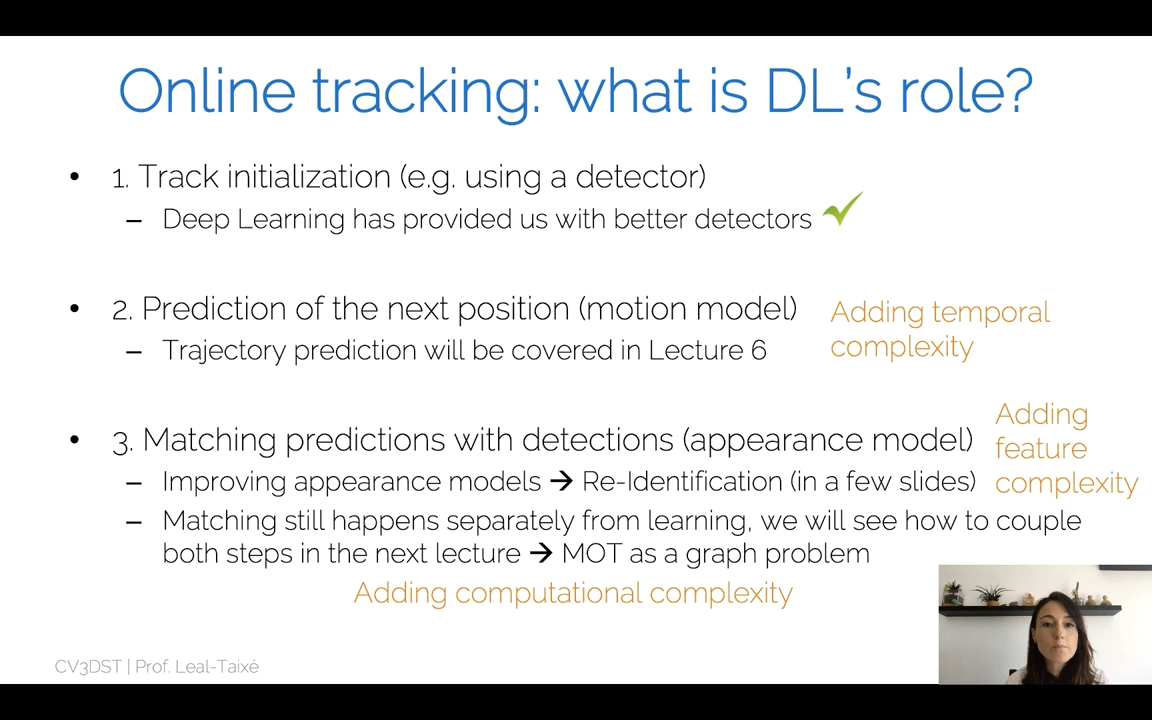 Online tracking: what is DL's role?
• 1. Track initialization (e.g. using a detector)
– Deep Learning has provided us with better detectors
• 2. Prediction of the next position (motion model)
Adding temporal
complexity
– Trajectory prediction will be covered in Lecture 6
• 3. Matching predictions with detections (appearance model)
Adding
feature
complexity
– Improving appearance models → Re-Identification (in a few slides)
– Matching still happens separately from learning, we will see how to couple
both steps in the next lecture → MOT as a graph problem
Adding computational complexity
CV3DST | Prof. Leal-Taixé